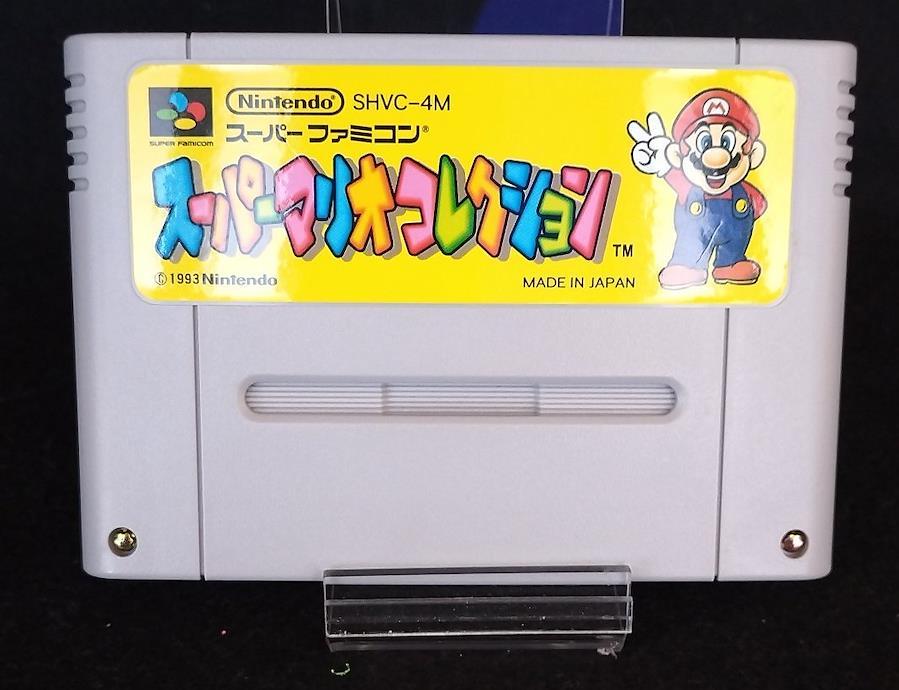 Nintendo® SHVC-4M
SUPER FAMICOM
スーパーファミコン®
スーパーマリオコレクション TM
© 1993 Nintendo
MADE IN JAPAN
M